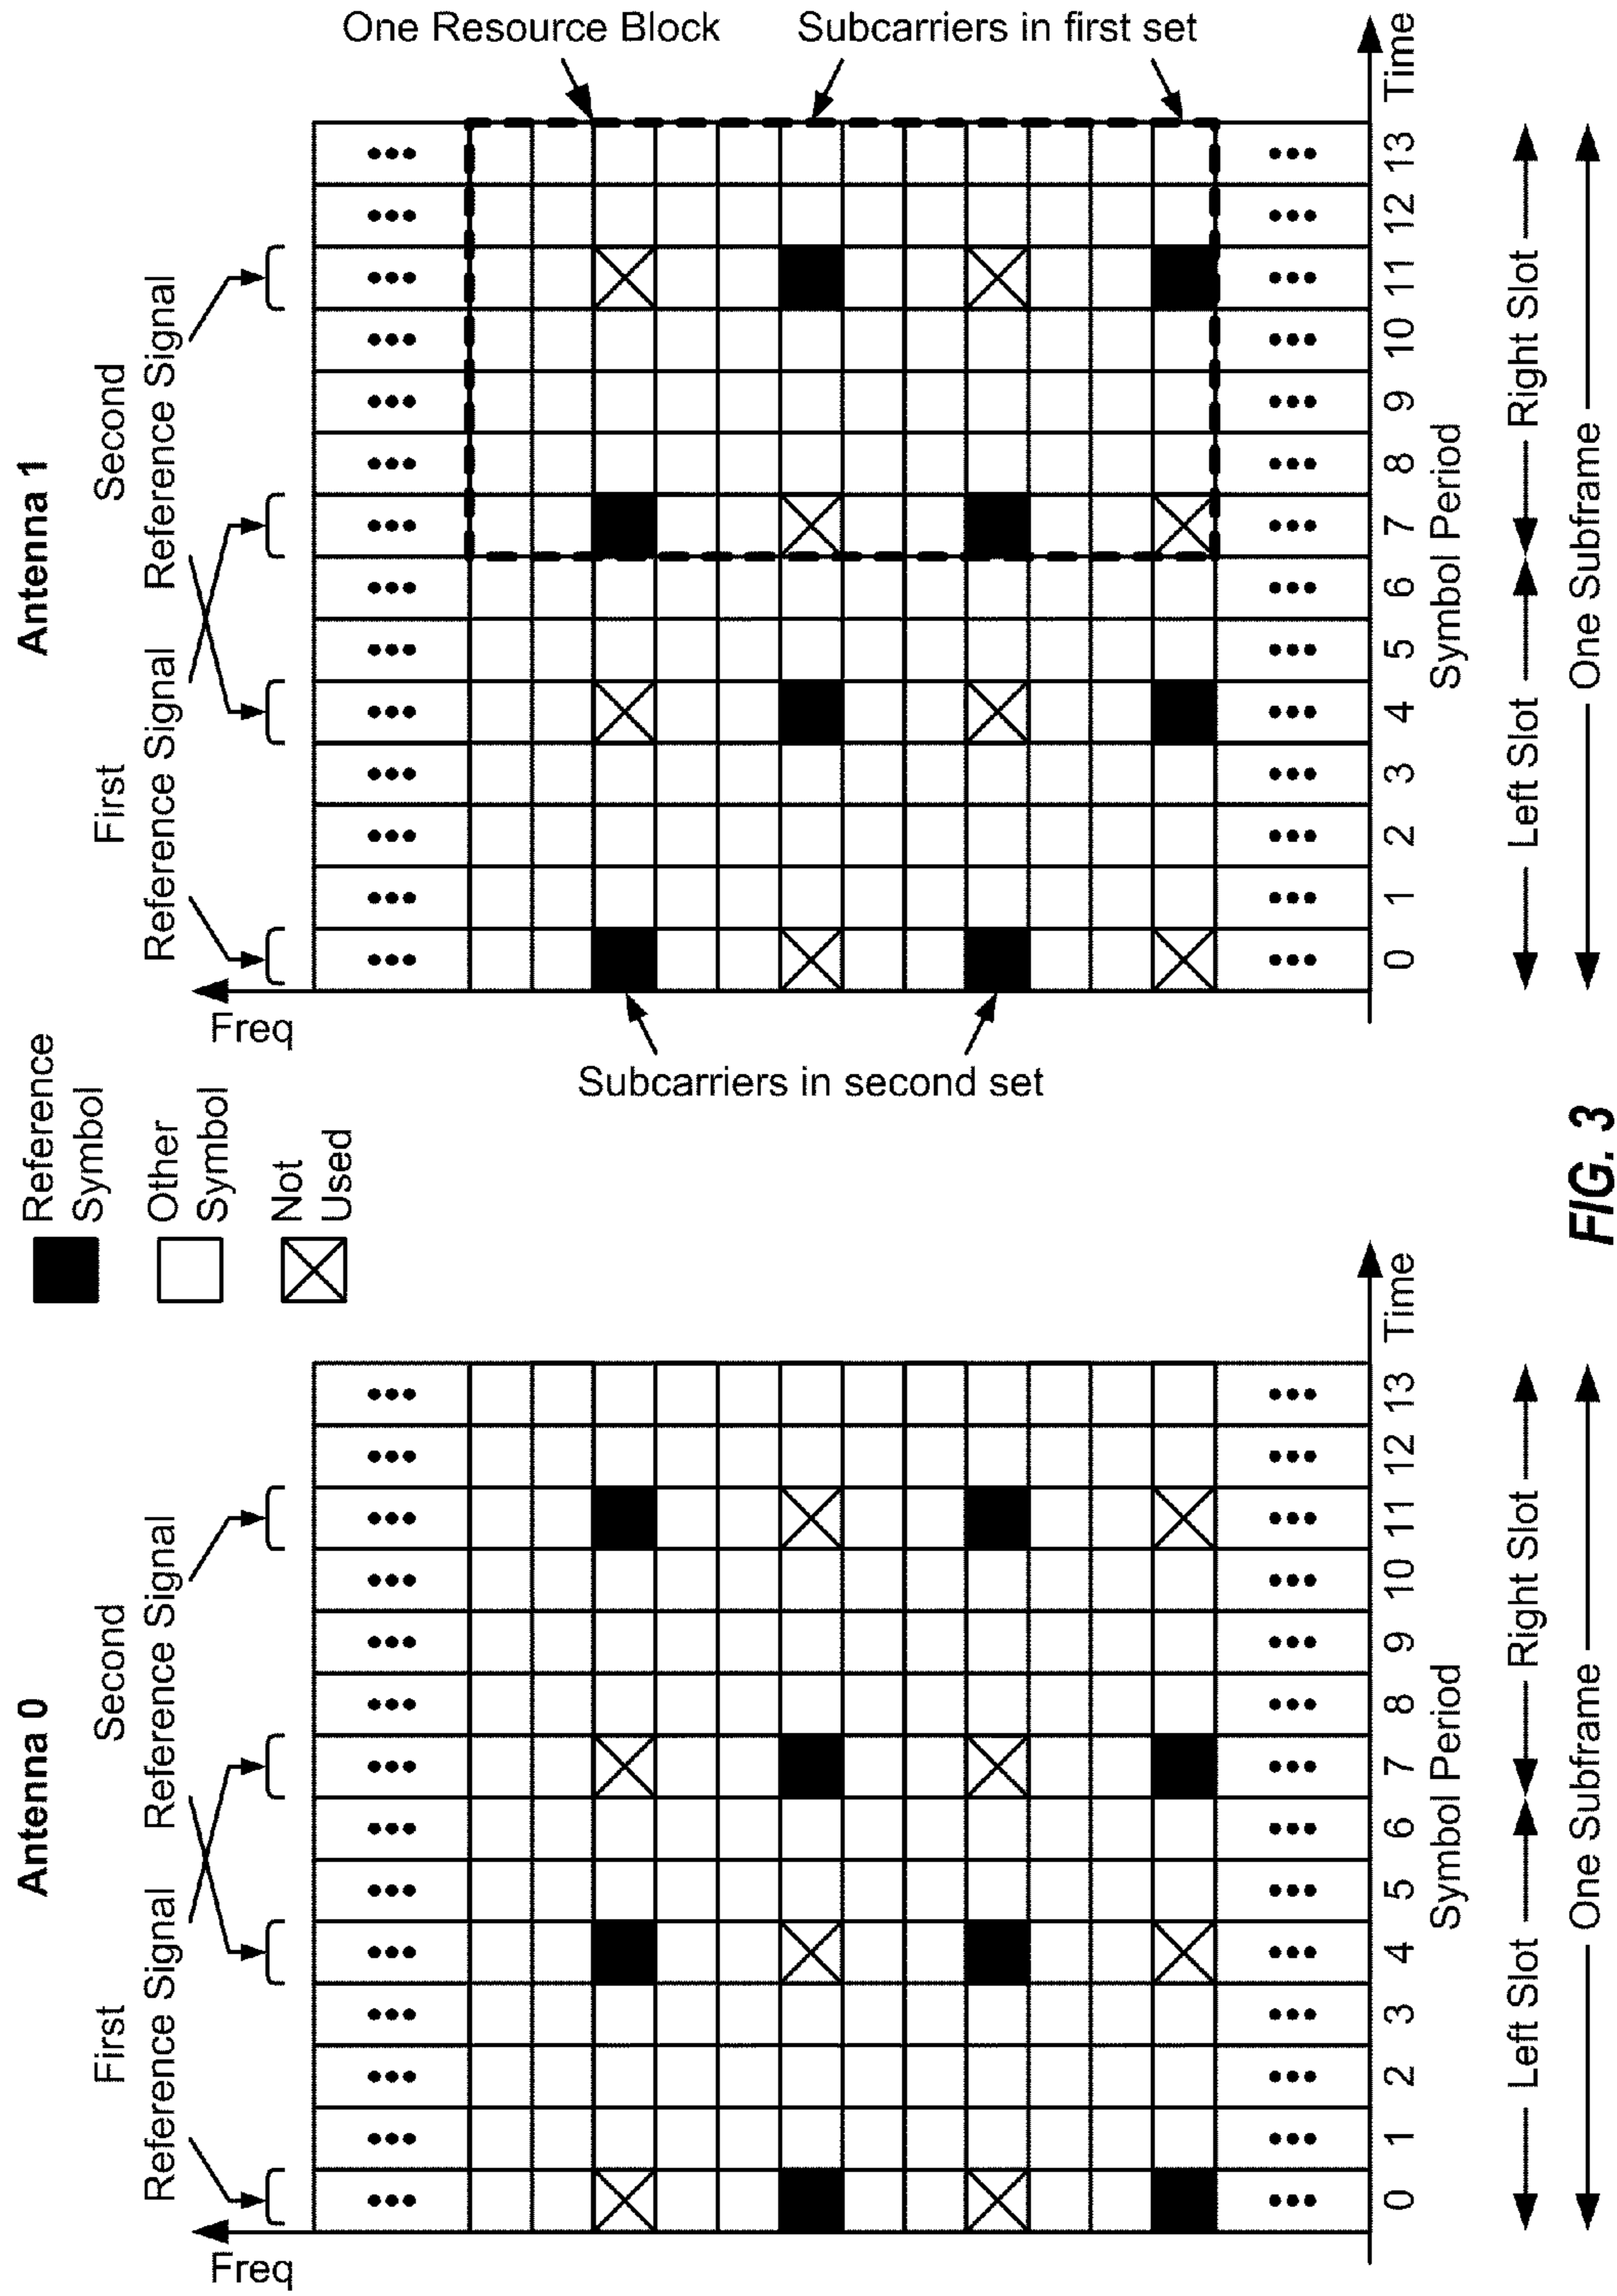 Antenna 0
First
Reference Signal
Second
Reference Signal
Freq
0 1 2 3 4 5 6 7 8 9 10 11 12 13
Time
Symbol Period
Left Slot
Right Slot
One Subframe
Reference
Symbol
Other
Symbol
Not
Used
Antenna 1
First
Reference Signal
Second
Reference Signal
One Resource Block
Subcarriers in first set
Subcarriers in second set
Freq
0 1 2 3 4 5 6 7 8 9 10 11 12 13
Time
Symbol Period
Left Slot
Right Slot
One Subframe
FIG. 3